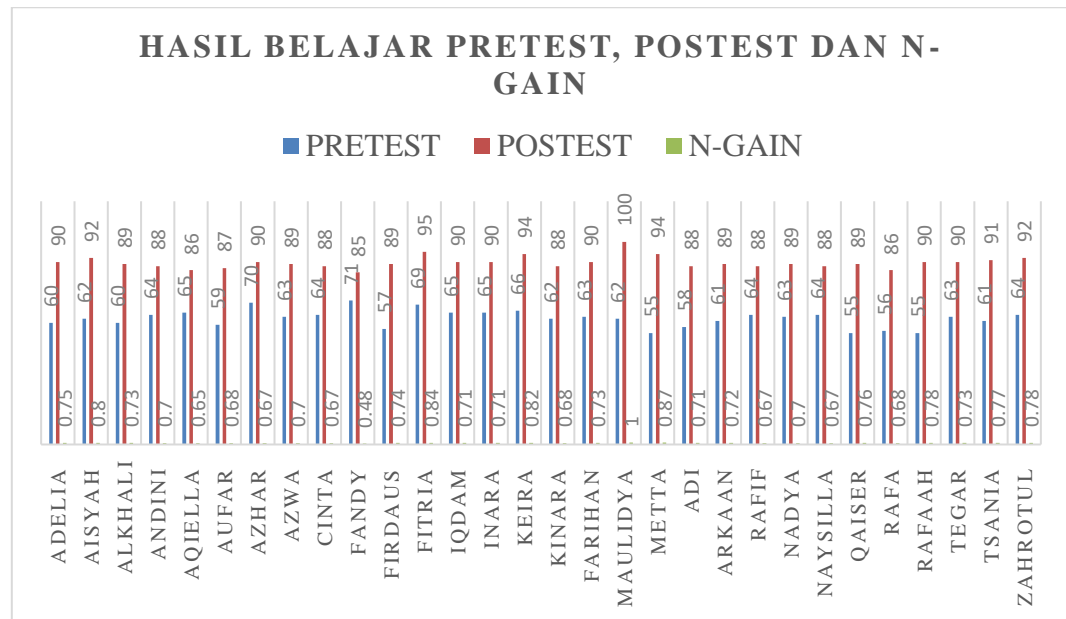 HASIL BELAJAR PRETEST, POSTEST DAN N-
GAIN
PRETEST POSTEST N-GAIN
60 62 60 64 65 59 70 63 64 71 57 69 65 65 66 62 63 62 55 58 61 64 63 64 55 56 55 63 61 64
90 92 89 88 86 87 90 89 88 85 89 95 90 90 94 88 90 100 94 88 89 88 89 88 89 86 90 90 91 92
0.75 0.8 0.73 0.7 0.65 0.68 0.67 0.7 0.67 0.48 0.74 0.84 0.71 0.71 0.82 0.68 0.73 1 0.87 0.71 0.72 0.67 0.7 0.67 0.76 0.68 0.78 0.73 0.77 0.78
ADELIA
AISYAH
ALKHALI
ANDINI
AQIELLA
AUFAR
AZHAR
AZWA
CINTA
FANDY
FIRDAUS
FITRIA
IQDAM
INARA
KEIRA
KINARA
FARIHAN
MAULIDYA
METTA
ADI
ARKAAN
RAFIF
NADYA
NAYSILLA
QAISER
RAFA
RAFAAH
TEGAR
TSANIA
ZAHROTUL